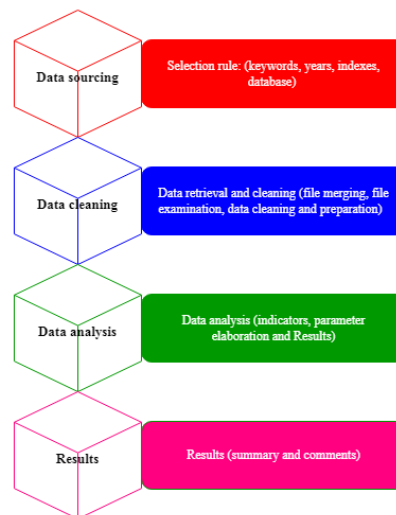 Data sourcing
Selection rule: (keywords, years, indexes,
database)
Data cleaning
Data retrieval and cleaning (file merging, file
examination, data cleaning and preparation)
Data analysis
Data analysis (indicators, parameter
elaboration and Results)
Results
Results (summary and comments)